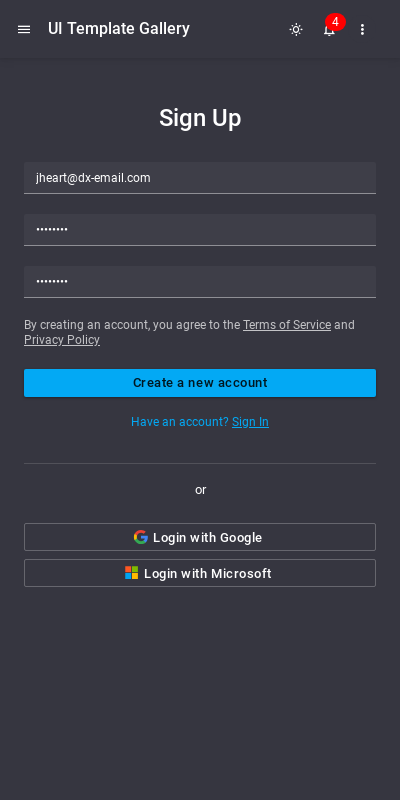 UI Template Gallery
4
Sign Up
jheart@dx-email.com
••••••••
••••••••
By creating an account, you agree to the Terms of Service and
Privacy Policy
Create a new account
Have an account? Sign In
or
Login with Google
Login with Microsoft